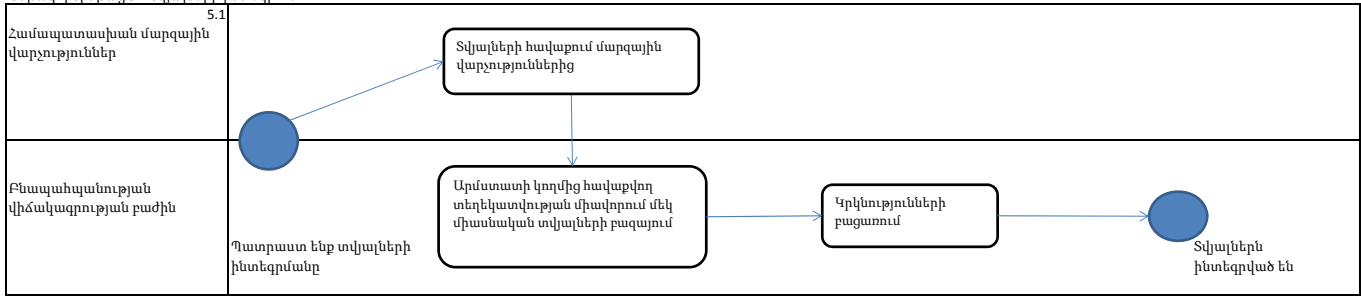 5.1
Համապատասխան մարզային
վարչություններ
Տվյալների հավաքում մարզային
վարչություններից
Բնապահպանության
վիճակագրության բաժին
Արմստատի կողմից հավաքվող
տեղեկատվության միավորում մեկ
միասնական տվյալների բազայում
Կրկնությունների
բացառում
Պատրաստ ենք տվյալների
ինտեգրմանը
Տվյալներն
ինտեգրված են